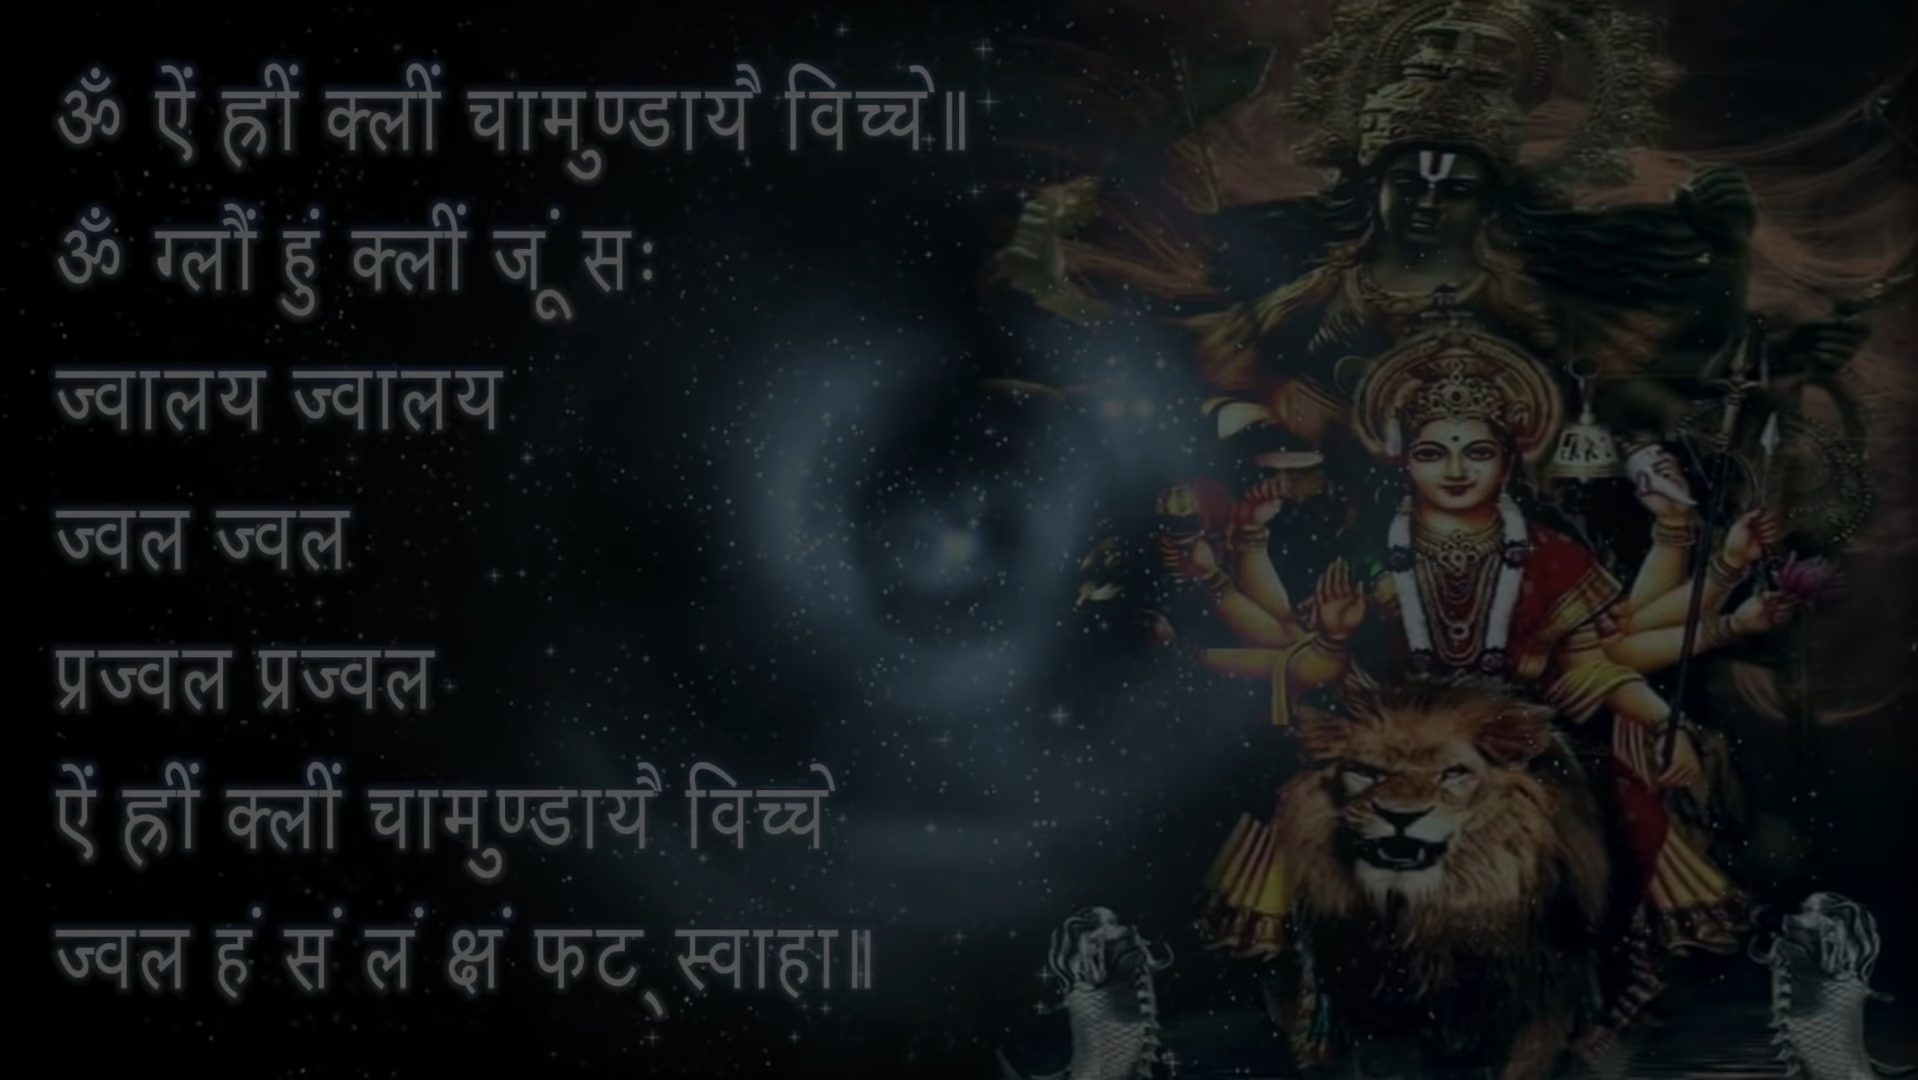 ॐ ऐं ह्रीं क्लीं चामुण्डायै विच्चे॥
ॐ ग्लौं हुं क्लीं जूं सः
ज्वालय ज्वालय
ज्वल ज्वल
प्रज्वल प्रज्वल
ऐं ह्रीं क्लीं चामुण्डायै विच्चे
ज्वल हं सं लं क्षं फट् स्वाहा॥